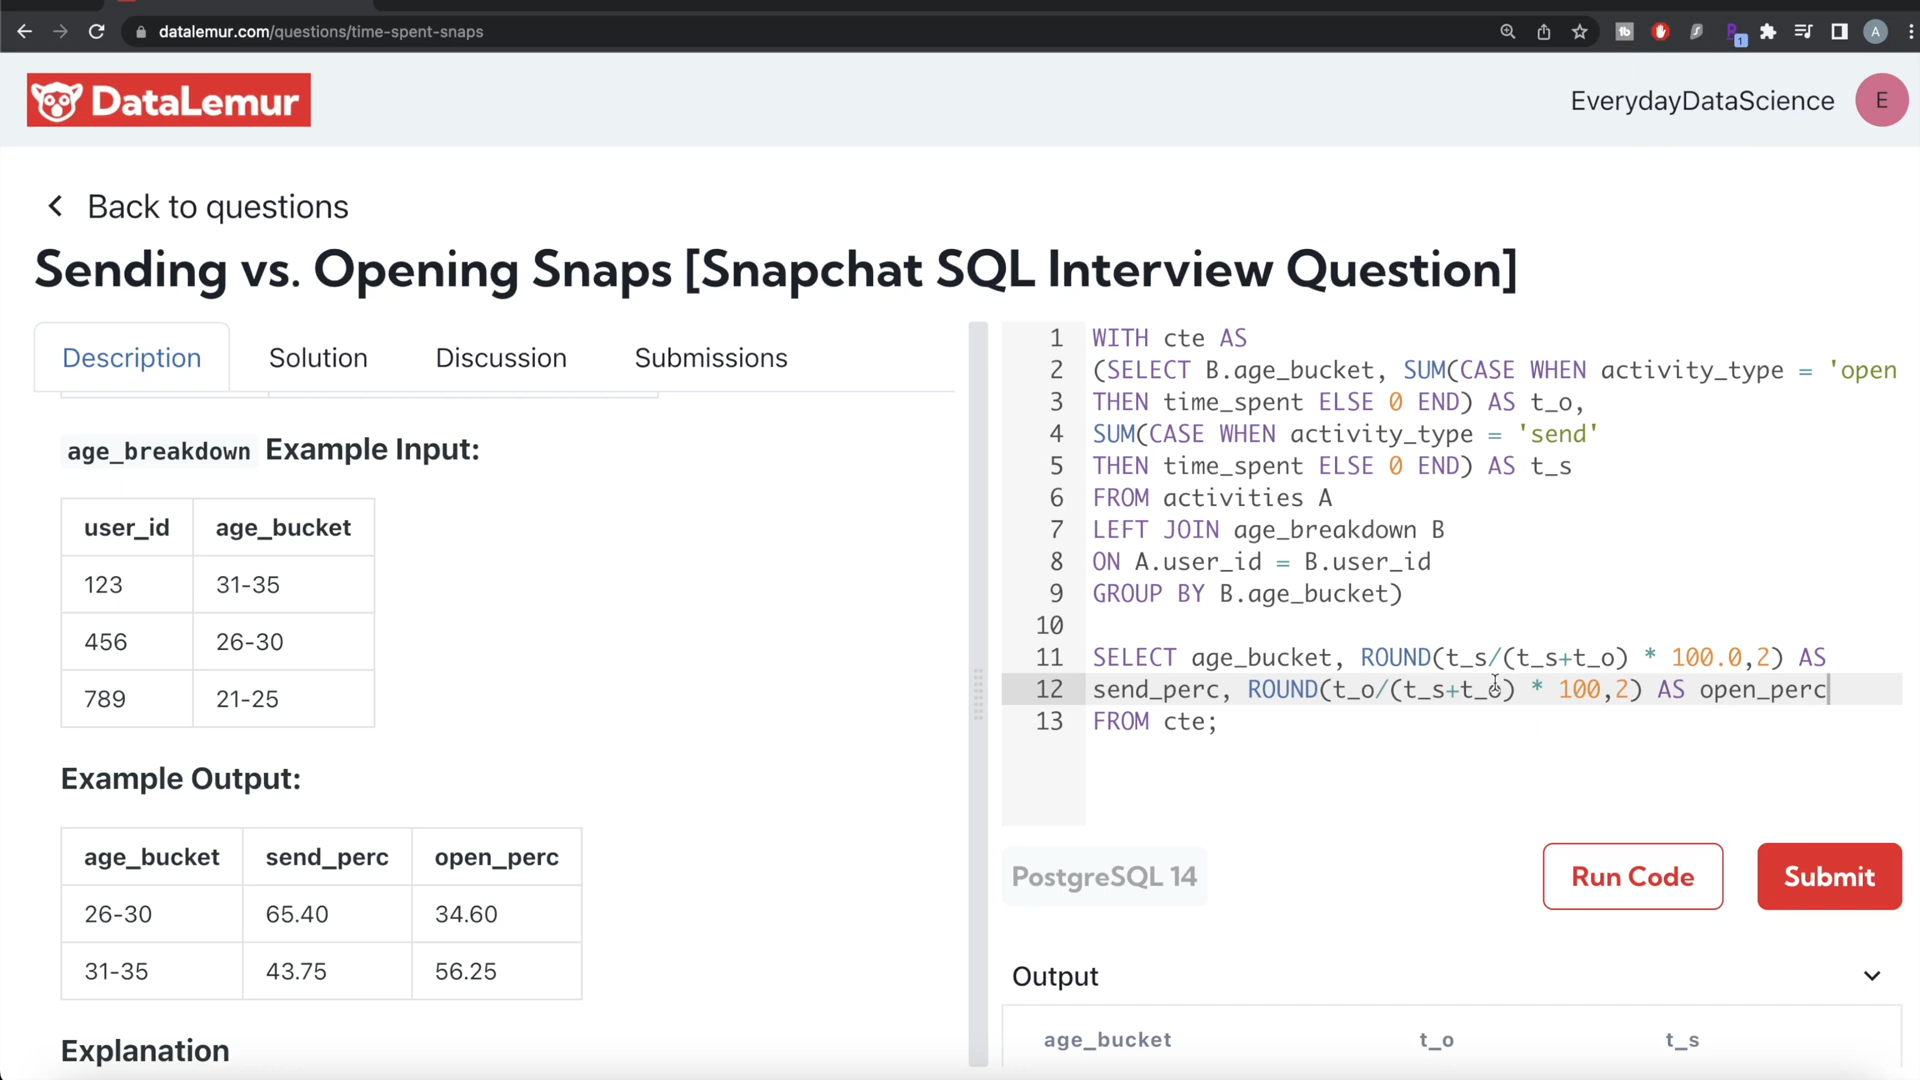 datalemur.com/questions/time-spent-snaps
1
A
DataLemur
EverydayDataScience
E
Back to questions
Sending vs. Opening Snaps [Snapchat SQL Interview Question]
Description
Solution
Discussion
Submissions
age_breakdown Example Input:
user_id age_bucket
123 31-35
456 26-30
789 21-25
Example Output:
age_bucket send_perc open_perc
26-30 65.40 34.60
31-35 43.75 56.25
Explanation
1 WITH cte AS
2 (SELECT B.age_bucket, SUM(CASE WHEN activity_type = 'open
3 THEN time_spent ELSE 0 END) AS t_o,
4 SUM(CASE WHEN activity_type = 'send'
5 THEN time_spent ELSE 0 END) AS t_s
6 FROM activities A
7 LEFT JOIN age_breakdown B
8 ON A.user_id = B.user_id
9 GROUP BY B.age_bucket)
10
11 SELECT age_bucket, ROUND(t_s/(t_s+t_o) * 100.0,2) AS
12 send_perc, ROUND(t_o/(t_s+t_o) * 100,2) AS open_perc
13 FROM cte;
PostgreSQL 14
Run Code
Submit
Output
age_bucket t_o t_s